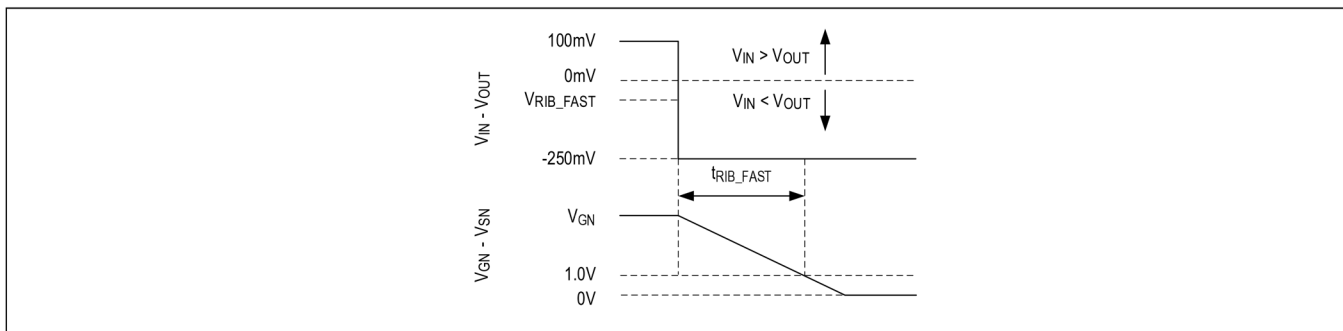 100mV
VIN > VOUT
0mV
VRIB_FAST
VIN < VOUT
VIN - VOUT
-250mV
tRIB_FAST
VGN
VGN - VSN
1.0V
0V